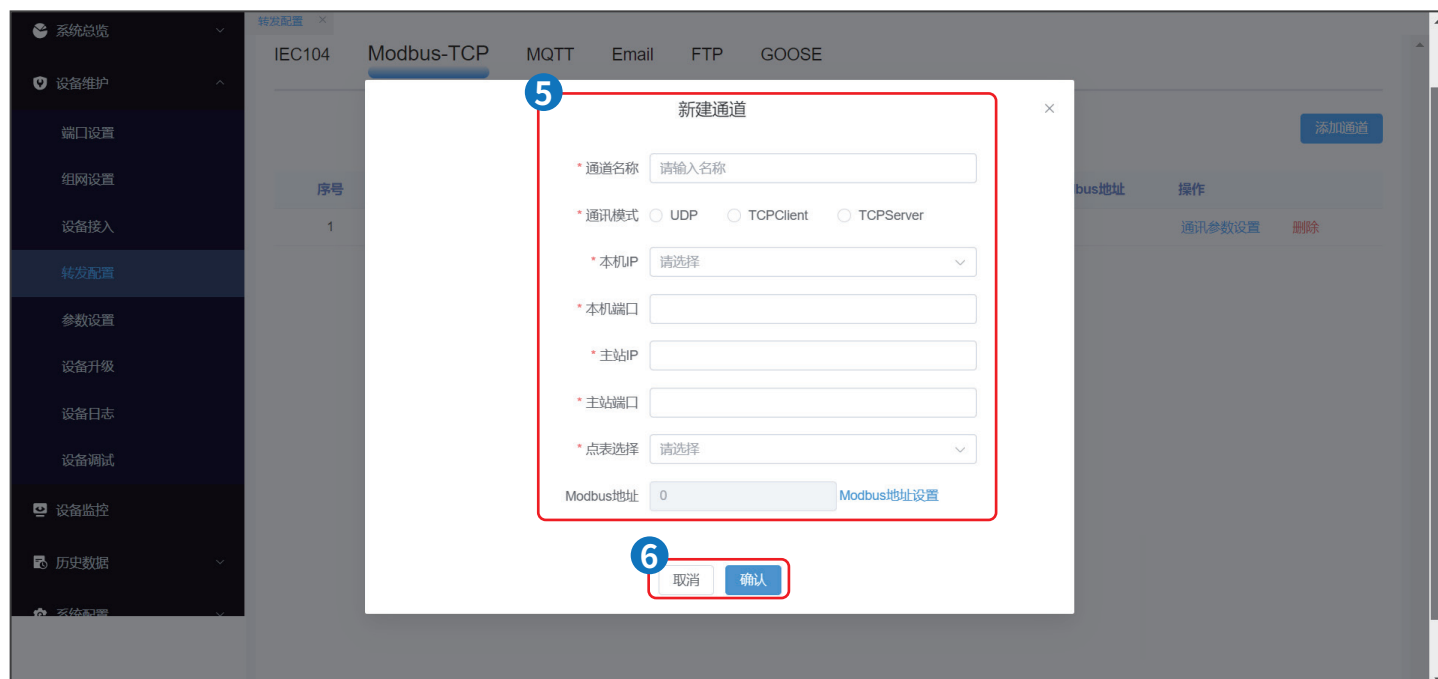 系统总览
转发配置 ×
IEC104 Modbus-TCP MQTT Email FTP GOOSE
设备维护
5
新建通道 ×
端口设置
添加通道
* 通道名称 请输入名称
组网设置
序号 bus地址 操作
* 通讯模式 UDP TCPClient TCPServer
设备接入
1 通讯参数设置 删除
* 本机IP 请选择
转发配置
* 本机端口
参数设置
* 主站IP
设备升级
* 主站端口
设备日志
* 点表选择 请选择
设备调试
Modbus地址 0 Modbus地址设置
设备监控
6
历史数据
取消 确认
系统配置